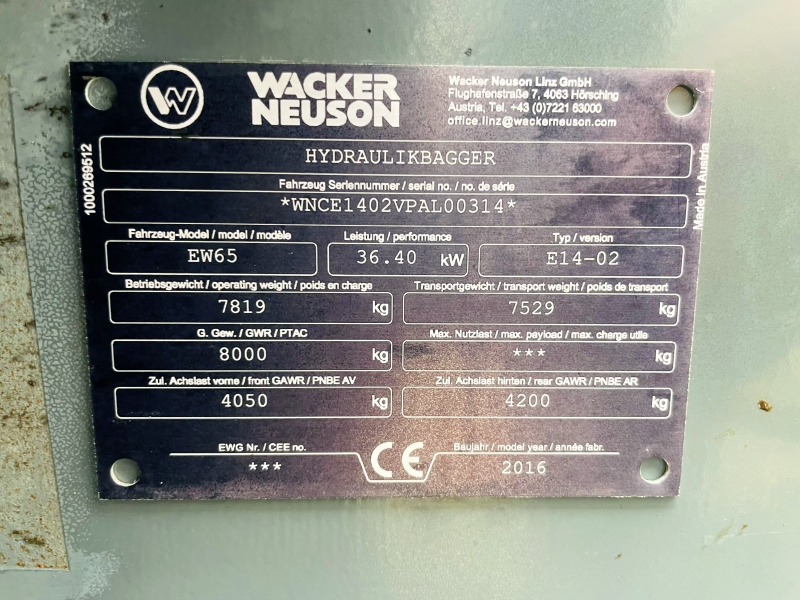 W
WACKER
NEUSON
Wacker Neuson Linz GmbH
Flughafenstraße 7, 4063 Hörsching
Austria, Tel. +43 (0)7221 63000
office.linz@wackerneuson.com
1000269512
Made in Austria
HYDRAULIKBAGGER
Fahrzeug Seriennummer / serial no. / no. de série
*WNCE1402VPAL00314*
Fahrzeug-Model / model / modèle
EW65
Leistung / performance
36.40 kW
Typ / version
E14-02
Betriebsgewicht / operating weight / poids en charge
7819 kg
Transportgewicht / transport weight / poids de transport
7529 kg
G. Gew. / GWR / PTAC
8000 kg
Max. Nutzlast / max. payload / max. charge utile
*** kg
Zul. Achslast vorne / front GAWR / PNBE AV
4050 kg
Zul. Achslast hinten / rear GAWR / PNBE AR
4200 kg
EWG Nr. / CEE no.
***
CE
Baujahr / model year / année fabr.
2016